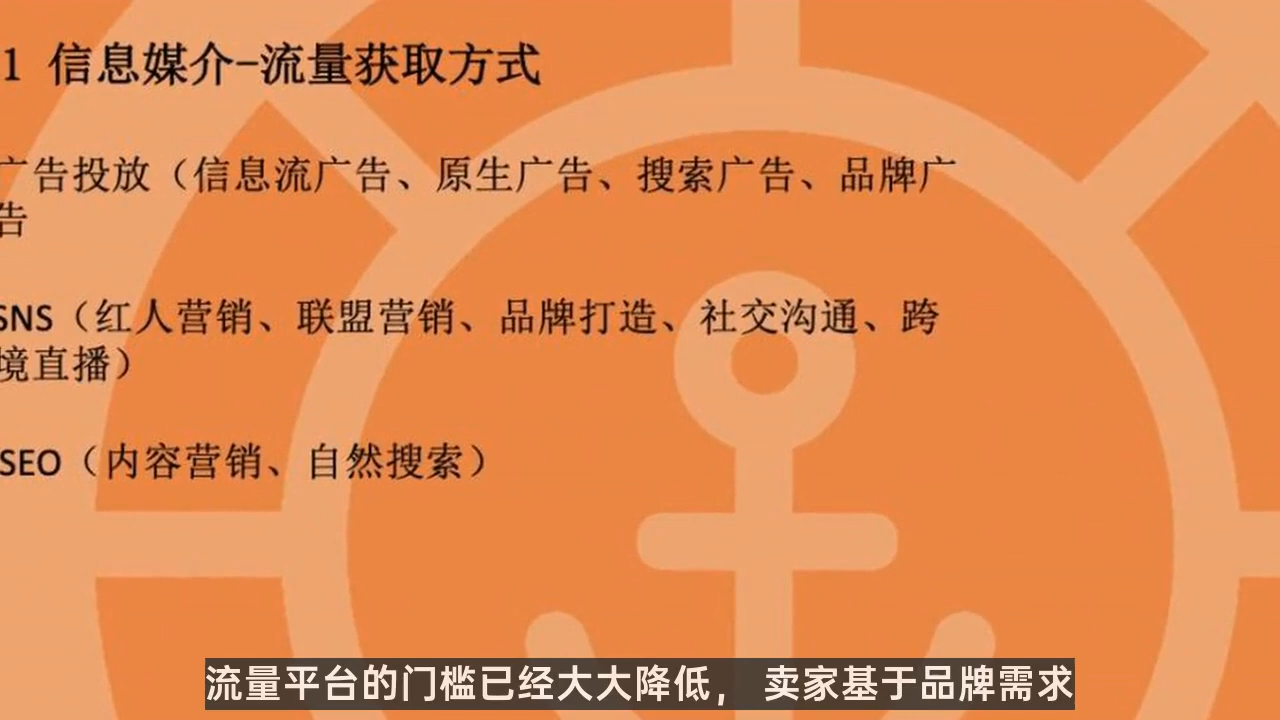 1 信息媒介-流量获取方式
广告投放（信息流广告、原生广告、搜索广告、品牌广
告
SNS（红人营销、联盟营销、品牌打造、社交沟通、跨
境直播）
SEO（内容营销、自然搜索）
流量平台的门槛已经大大降低， 卖家基于品牌需求